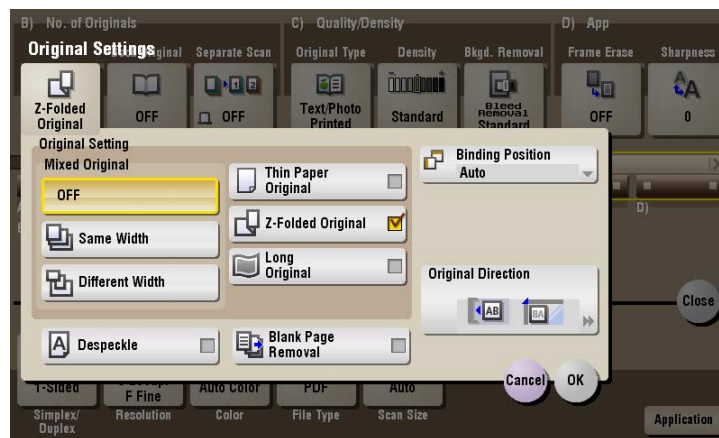 B) No. of Originals
C) Quality/Density
D) App
Original Settings
Original
Separate Scan
Original Type
Density
Bkgd. Removal
Frame Erase
Sharpness
Z-Folded
Original
OFF
OFF
Text/Photo
Printed
Standard
Bleed
Removal
Standard
OFF
0
Original Setting
Mixed Original
OFF
Same Width
Different Width
Thin Paper
Original
Z-Folded Original
Long
Original
Binding Position
Auto
D)
Original Direction
AB
BA
Close
A
Despeckle
Blank Page
Removal
Cancel
OK
1-Sided
F Fine
Auto Color
PDF
Auto
Simplex/
Duplex
Resolution
Color
File Type
Scan Size
Application